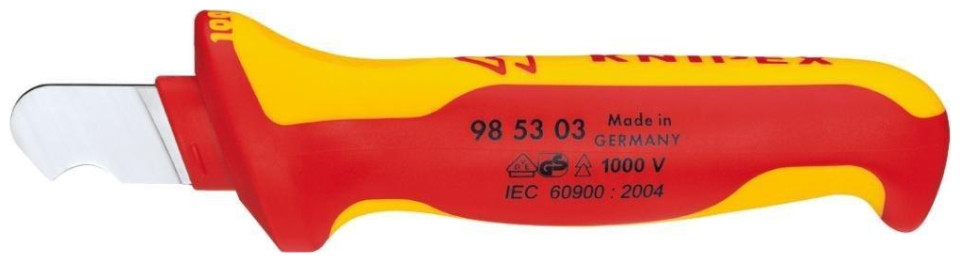 KNIPEX
98 53 03
Made in
GERMANY
1000 V
IEC 60900 : 2004